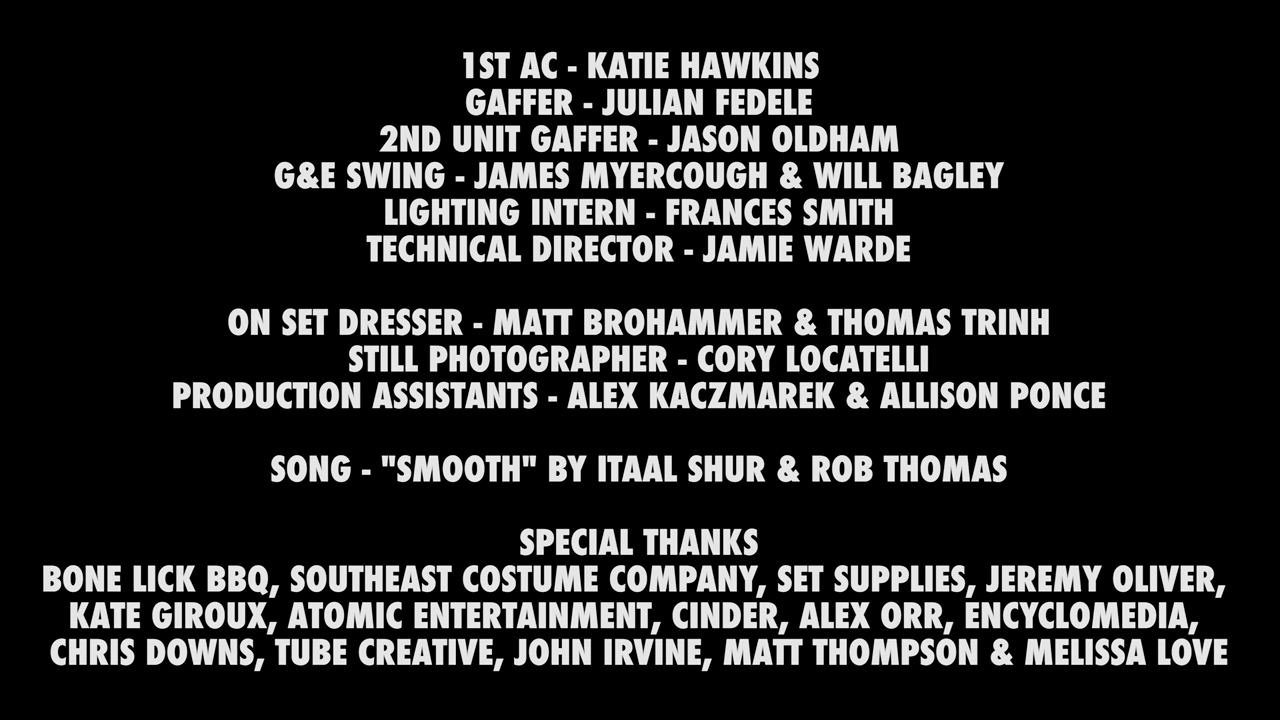 1ST AC - KATIE HAWKINS
GAFFER - JULIAN FEDELE
2ND UNIT GAFFER - JASON OLDHAM
G&E SWING - JAMES MYERCOUGH & WILL BAGLEY
LIGHTING INTERN - FRANCES SMITH
TECHNICAL DIRECTOR - JAMIE WARDE
ON SET DRESSER - MATT BROHAMMER & THOMAS TRINH
STILL PHOTOGRAPHER - CORY LOCATELLI
PRODUCTION ASSISTANTS - ALEX KACZMAREK & ALLISON PONCE
SONG - "SMOOTH" BY ITAAL SHUR & ROB THOMAS
SPECIAL THANKS
BONE LICK BBQ, SOUTHEAST COSTUME COMPANY, SET SUPPLIES, JEREMY OLIVER,
KATE GIROUX, ATOMIC ENTERTAINMENT, CINDER, ALEX ORR, ENCYCLOMEDIA,
CHRIS DOWNS, TUBE CREATIVE, JOHN IRVINE, MATT THOMPSON & MELISSA LOVE